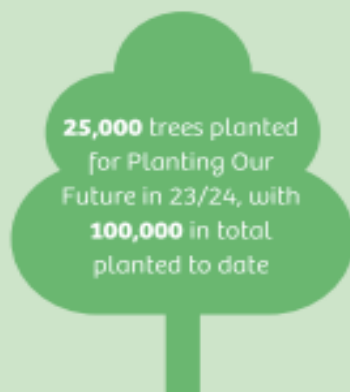 25,000 trees planted
for Planting Our
Future in 23/24, with
100,000 in total
planted to date